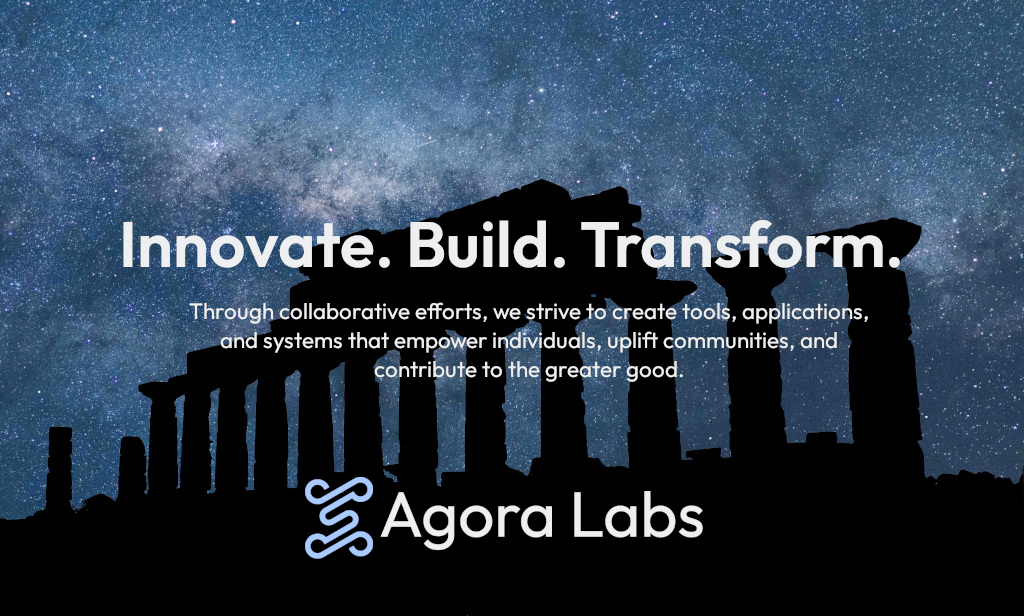 Innovate. Build. Transform.
Through collaborative efforts, we strive to create tools, applications,
and systems that empower individuals, uplift communities, and
contribute to the greater good.
Agora Labs